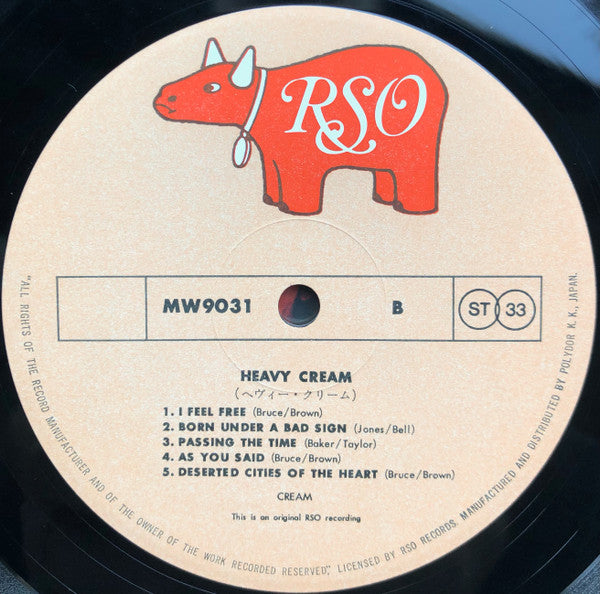 RSO
MW9031
B
ST 33
HEAVY CREAM
(ヘヴィー・クリーム)
1. I FEEL FREE (Bruce/Brown)
2. BORN UNDER A BAD SIGN (Jones/Bell)
3. PASSING THE TIME (Baker/Taylor)
4. AS YOU SAID (Bruce/Brown)
5. DESERTED CITIES OF THE HEART (Bruce/Brown)
CREAM
This is an original RSO recording
"ALL RIGHTS OF THE RECORD MANUFACTURER AND OF THE OWNER OF THE WORK RECORDED RESERVED", LICENSED BY RSO RECORDS. MANUFACTURED AND DISTRIBUTED BY POLYDOR K. K., JAPAN.